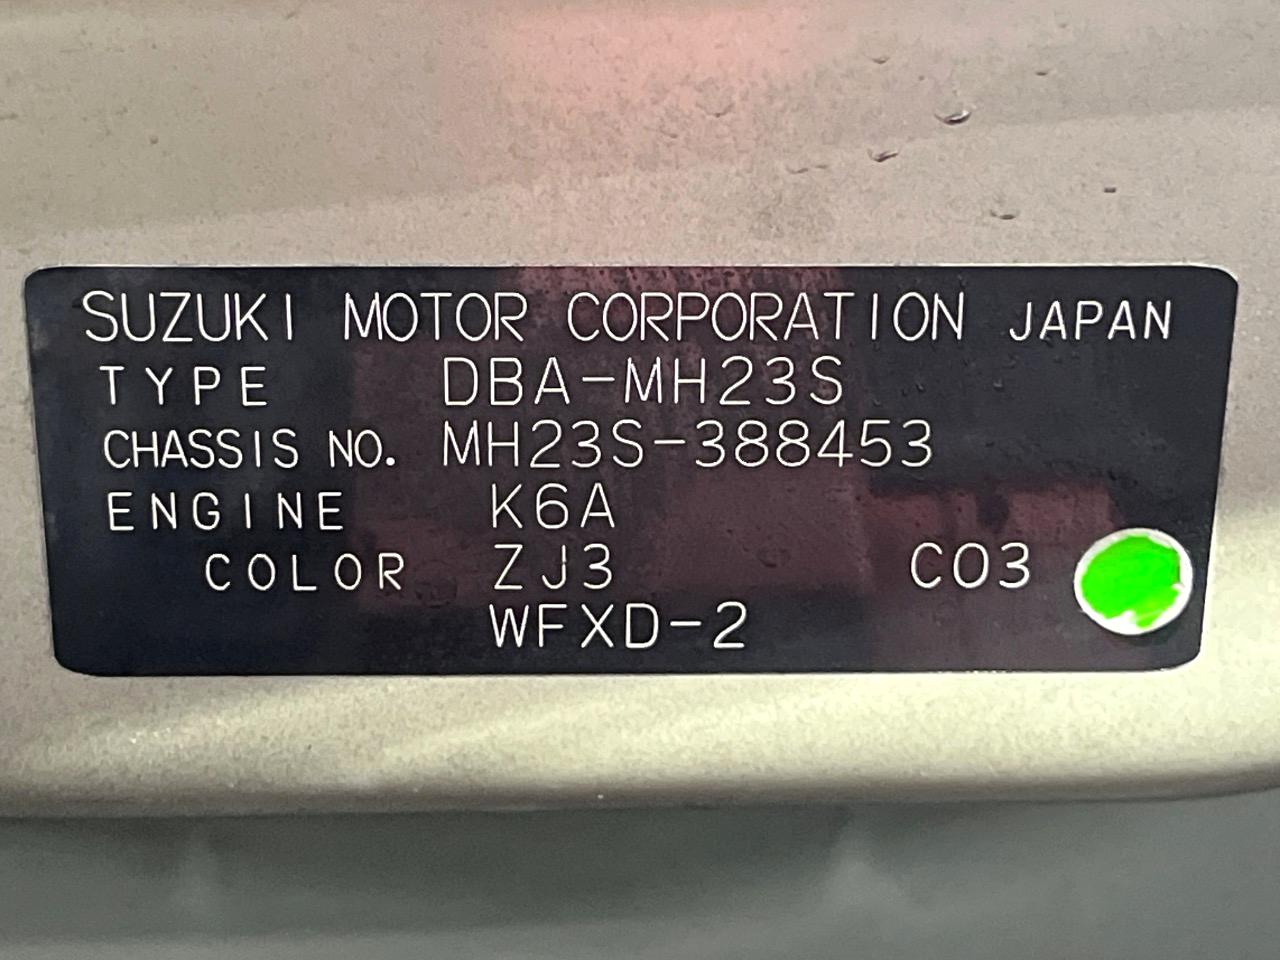 SUZUKI MOTOR CORPORATION JAPAN
TYPE DBA-MH23S
CHASSIS NO. MH23S-388453
ENGINE K6A
COLOR ZJ3 C03
WFXD-2